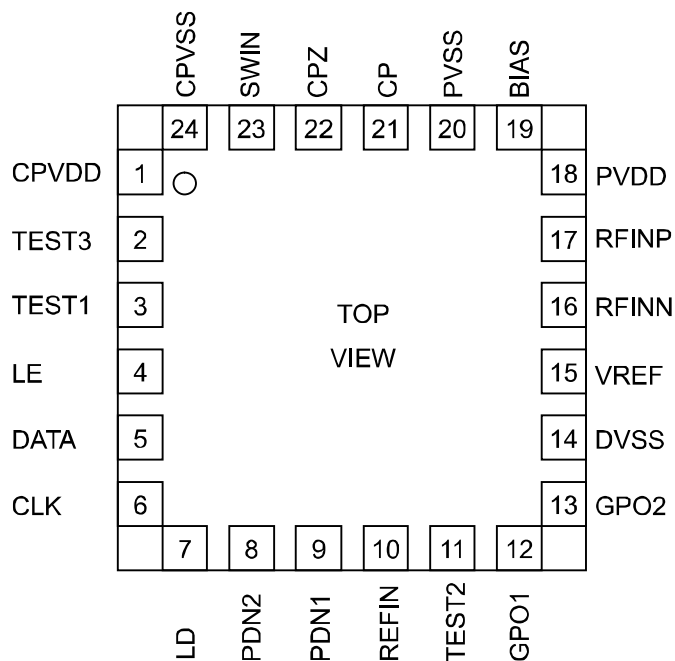 CPVSS
SWIN
CPZ
CP
PVSS
BIAS
24 23 22 21 20 19
CPVDD 1 18 PVDD
TEST3 2 17 RFINP
TEST1 3 16 RFINN
TOP
VIEW
LE 4 15 VREF
DATA 5 14 DVSS
CLK 6 13 GPO2
7 8 9 10 11 12
LD
PDN2
PDN1
REFIN
TEST2
GPO1